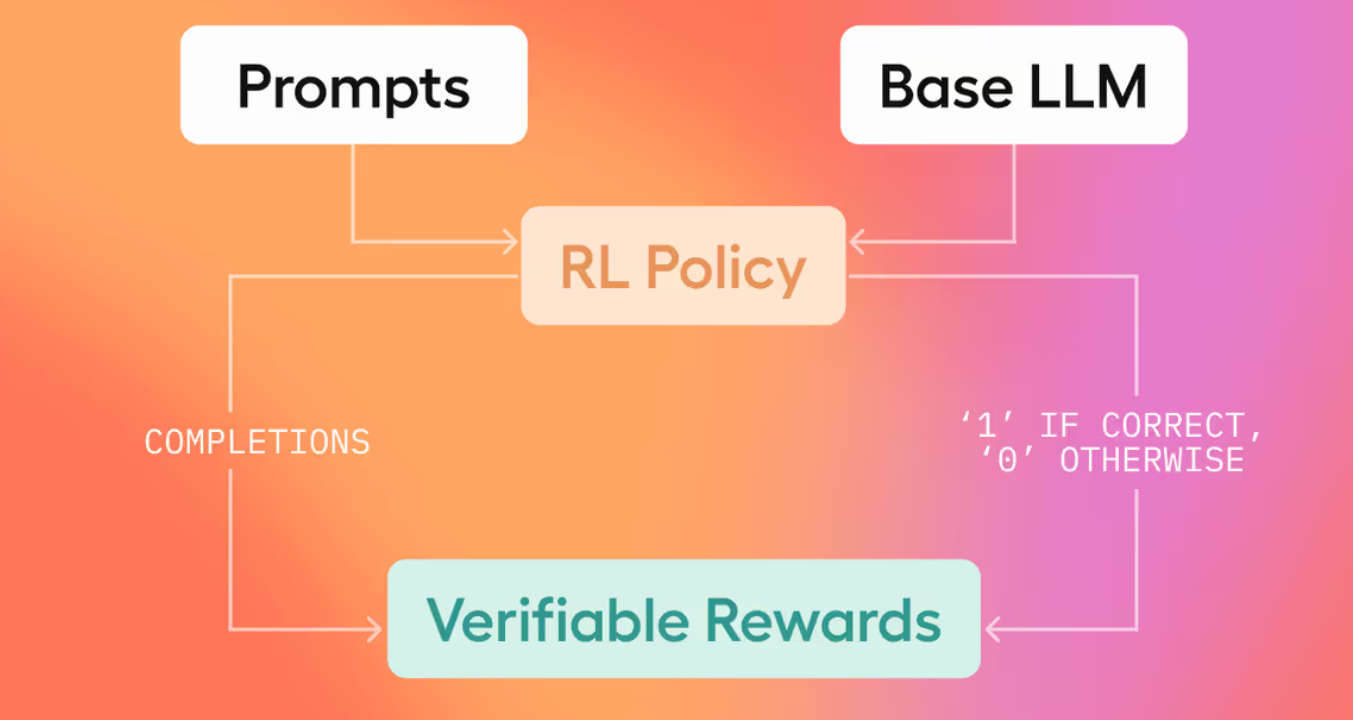 Prompts
Base LLM
RL Policy
COMPLETIONS
‘1’ IF CORRECT,
‘0’ OTHERWISE
Verifiable Rewards